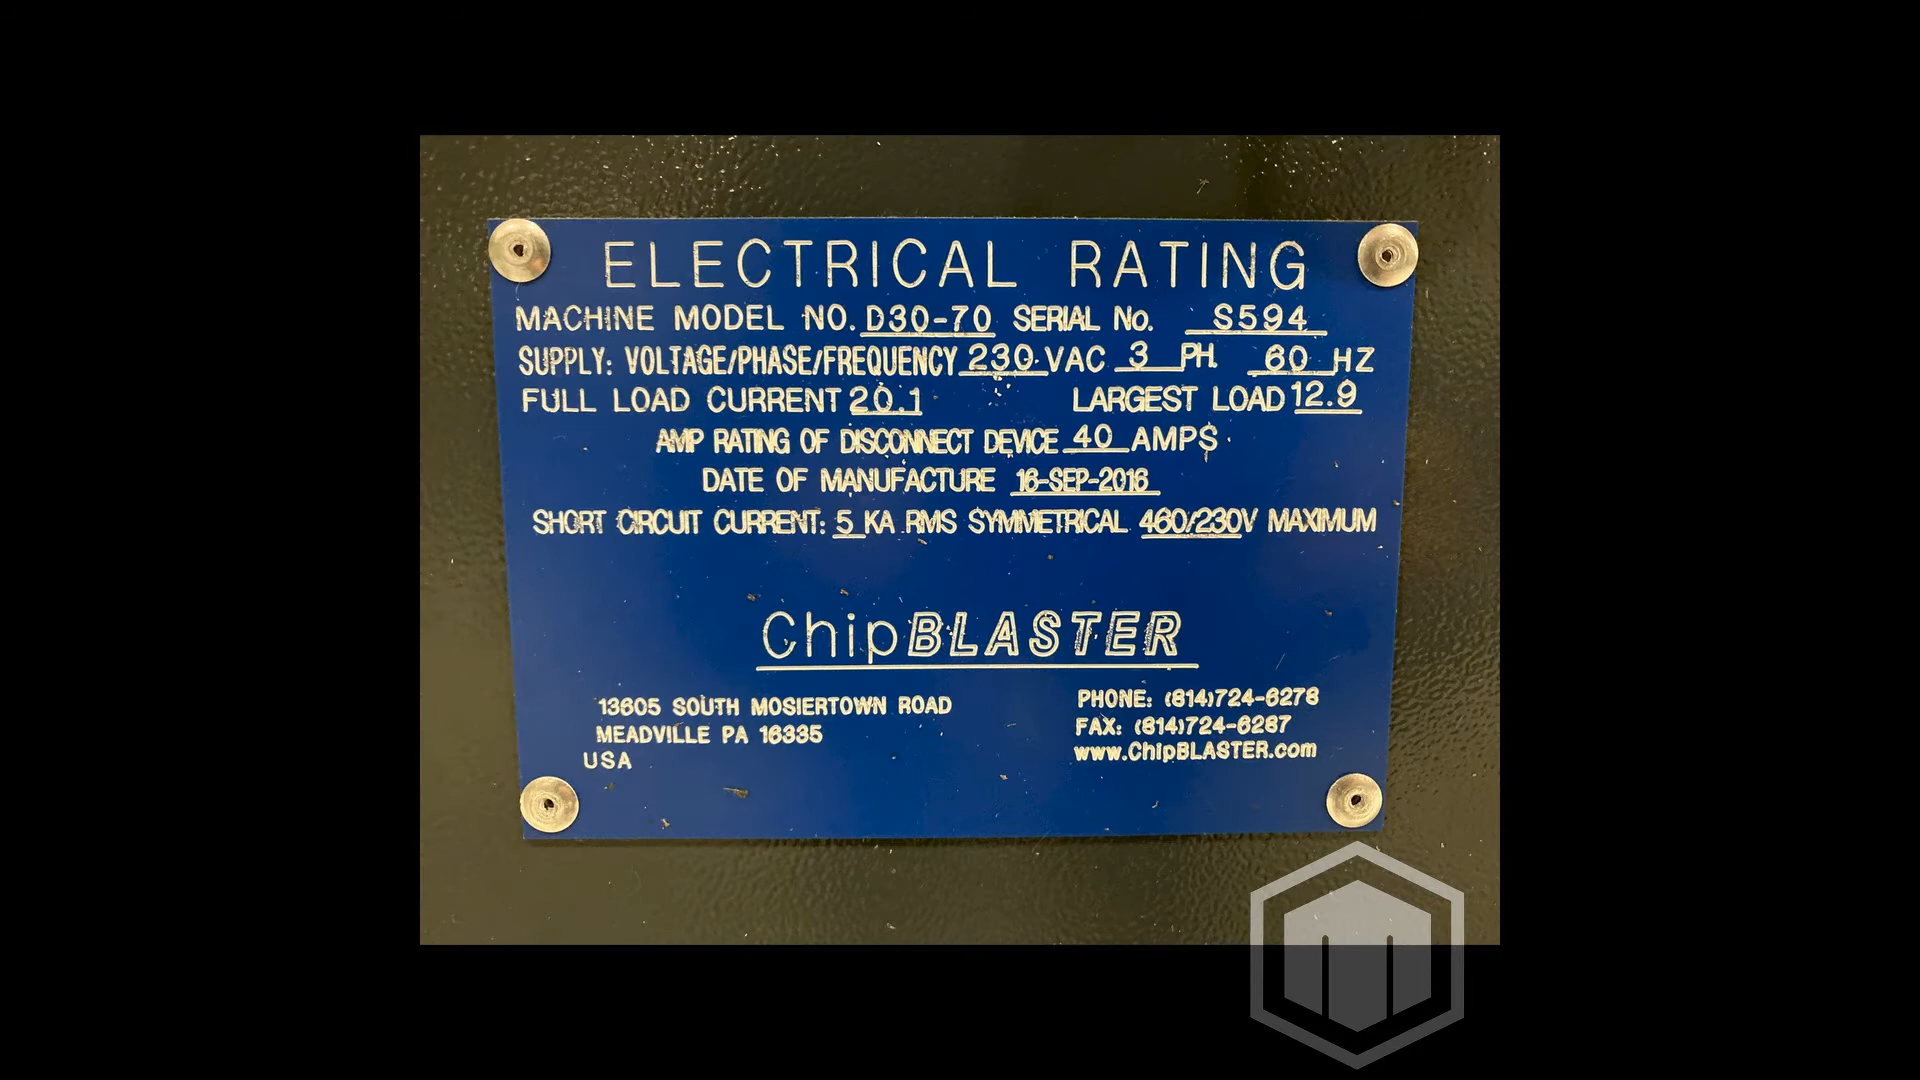 ELECTRICAL RATING
MACHINE MODEL NO. D30-70 SERIAL No. S594
SUPPLY: VOLTAGE/PHASE/FREQUENCY 230 VAC 3 PH. 60 HZ
FULL LOAD CURRENT 20.1 LARGEST LOAD 12.9
AMP RATING OF DISCONNECT DEVICE 40 AMPS
DATE OF MANUFACTURE 16-SEP-2016
SHORT CIRCUIT CURRENT: 5 KA RMS SYMMETRICAL 460/230V MAXIMUM
ChipBLASTER
13605 SOUTH MOSIERTOWN ROAD
MEADVILLE PA 16335
USA
PHONE: (814)724-6278
FAX: (814)724-6287
www.ChipBLASTER.com